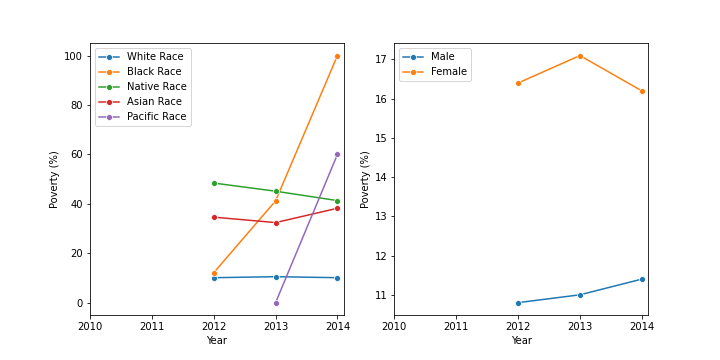 White Race
Black Race
Native Race
Asian Race
Pacific Race
Poverty (%)
100
80
60
40
20
0
2010 2011 2012 2013 2014
Year
Male
Female
Poverty (%)
17
16
15
14
13
12
11
2010 2011 2012 2013 2014
Year